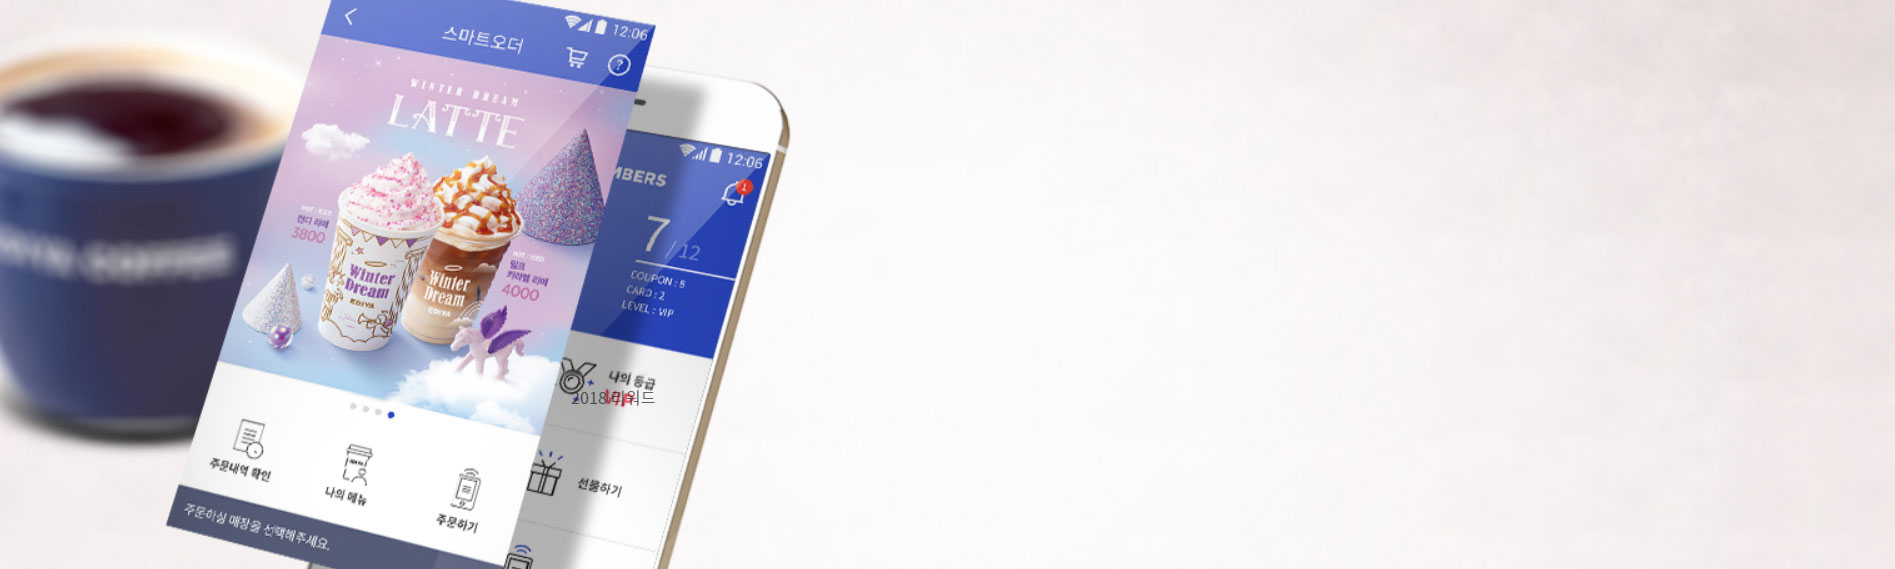 12:06
스마트오더
?
WINTER DREAM
LATTE
HOT / ICED
캔디 라떼
3800
HOT / ICED
밀크
카라멜 라떼
4000
Winter
Dream
EDIYA
Winter
Dream
EDIYA
주문내역 확인
나의 메뉴
주문하기
주문하실 매장을 선택해주세요.
12:06
MBERS
1
7 / 12
COUPON : 5
CARD : 2
LEVEL : VIP
나의 등급
VIP
2018 리워드
선물하기
COFFEE